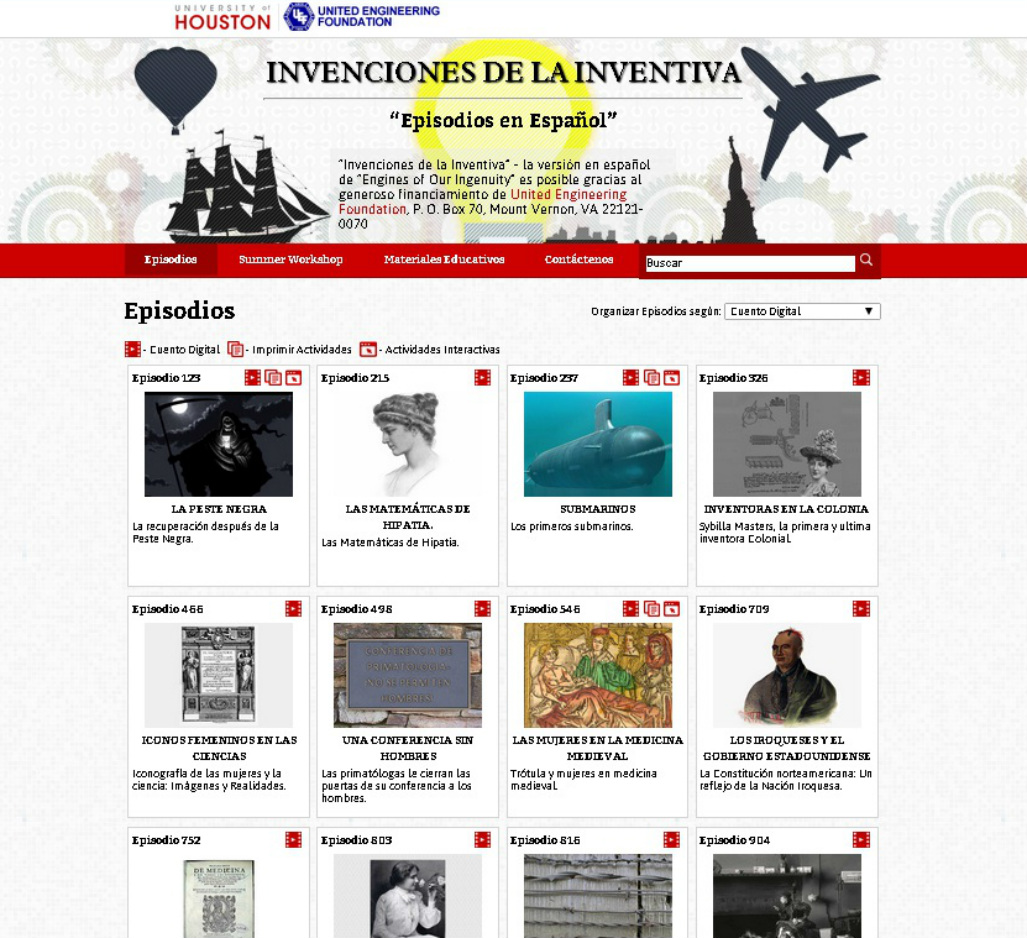 UNIVERSITY of
HOUSTON
UNITED ENGINEERING
FOUNDATION
INVENCIONES DE LA INVENTIVA
“Episodios en Español”
"Invenciones de la Inventiva" - la versión en español
de "Engines of Our Ingenuity" es posible gracias al
generoso financiamiento de United Engineering
Foundation, P. O. Box 70, Mount Vernon, VA 22121-
0070
Episodios Summer Workshop Materiales Educativos Contáctenos Buscar
Episodios
Organizar Episodios según: Cuento Digital
- Cuento Digital - Imprimir Actividades - Actividades Interactivas
Episodio 123
LA PESTE NEGRA
La recuperación después de la
Peste Negra.
Episodio 215
LAS MATEMÁTICAS DE
HIPATIA.
Las Matemáticas de Hipatia.
Episodio 237
SUBMARINOS
Los primeros submarinos.
Episodio 326
INVENTORAS EN LA COLONIA
Sybilla Masters, la primera y ultima
inventora Colonial.
Episodio 466
ICONOS FEMENINOS EN LAS
CIENCIAS
Iconografía de las mujeres y la
ciencia: Imágenes y Realidades.
Episodio 498
CONFERENCIA DE
PRIMATOLOGIA:
NO SE PERMITEN
HOMBRES
UNA CONFERENCIA SIN
HOMBRES
Las primatólogas le cierran las
puertas de su conferencia a los
hombres.
Episodio 546
LAS MUJERES EN LA MEDICINA
MEDIEVAL
Trótula y mujeres en medicina
medieval.
Episodio 709
LOS IROQUESES Y EL
GOBIERNO ESTADOUNIDENSE
La Constitución norteamericana: Un
reflejo de la Nación Iroquesa.
Episodio 752
DE MEDICINA
Episodio 803
Episodio 816
Episodio 904